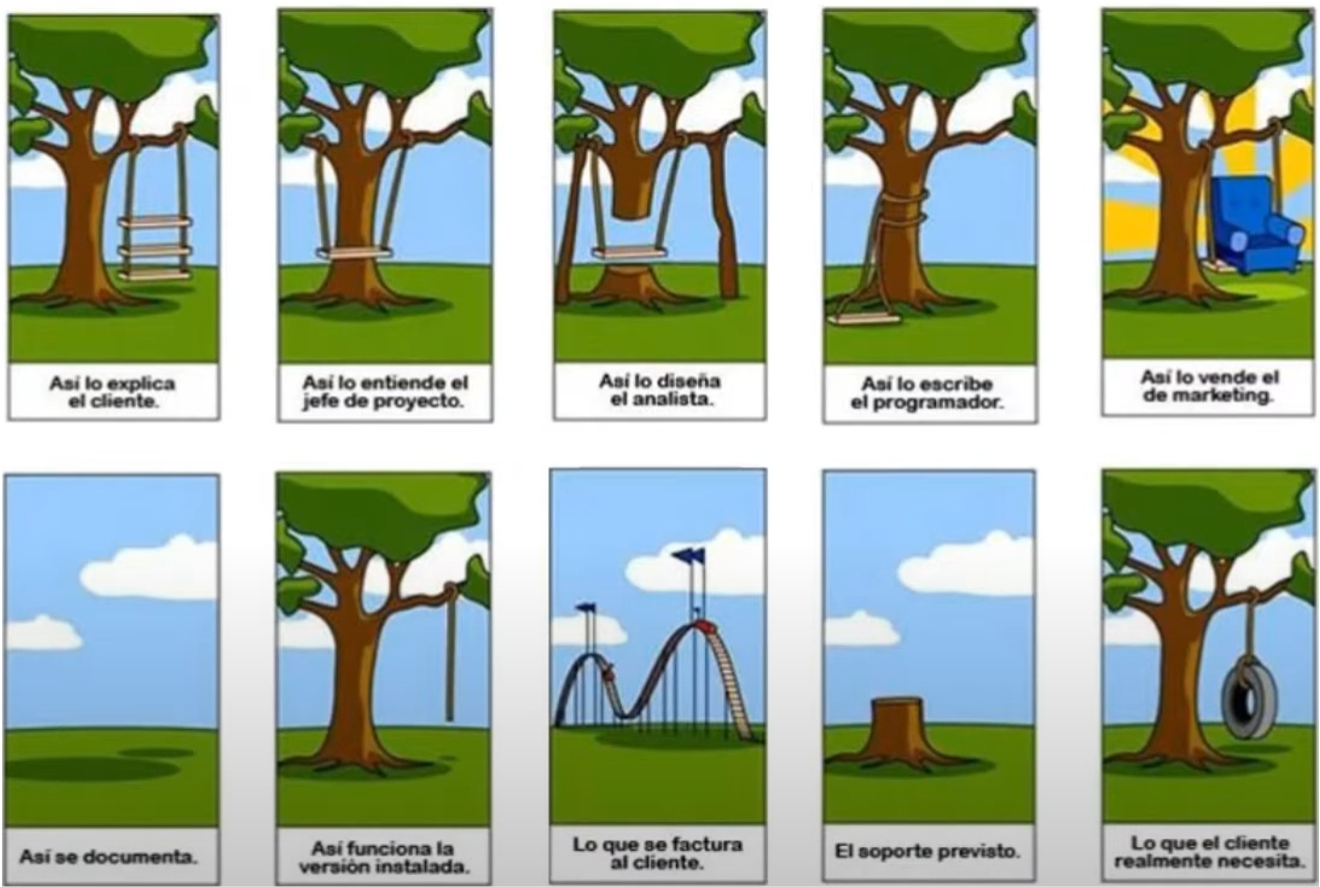 Así lo explica
el cliente.
Así lo entiende el
jefe de proyecto.
Así lo diseña
el analista.
Así lo escribe
el programador.
Así lo vende el
de marketing.
Así se documenta.
Así funciona la
versión instalada.
Lo que se factura
al cliente.
El soporte previsto.
Lo que el cliente
realmente necesita.